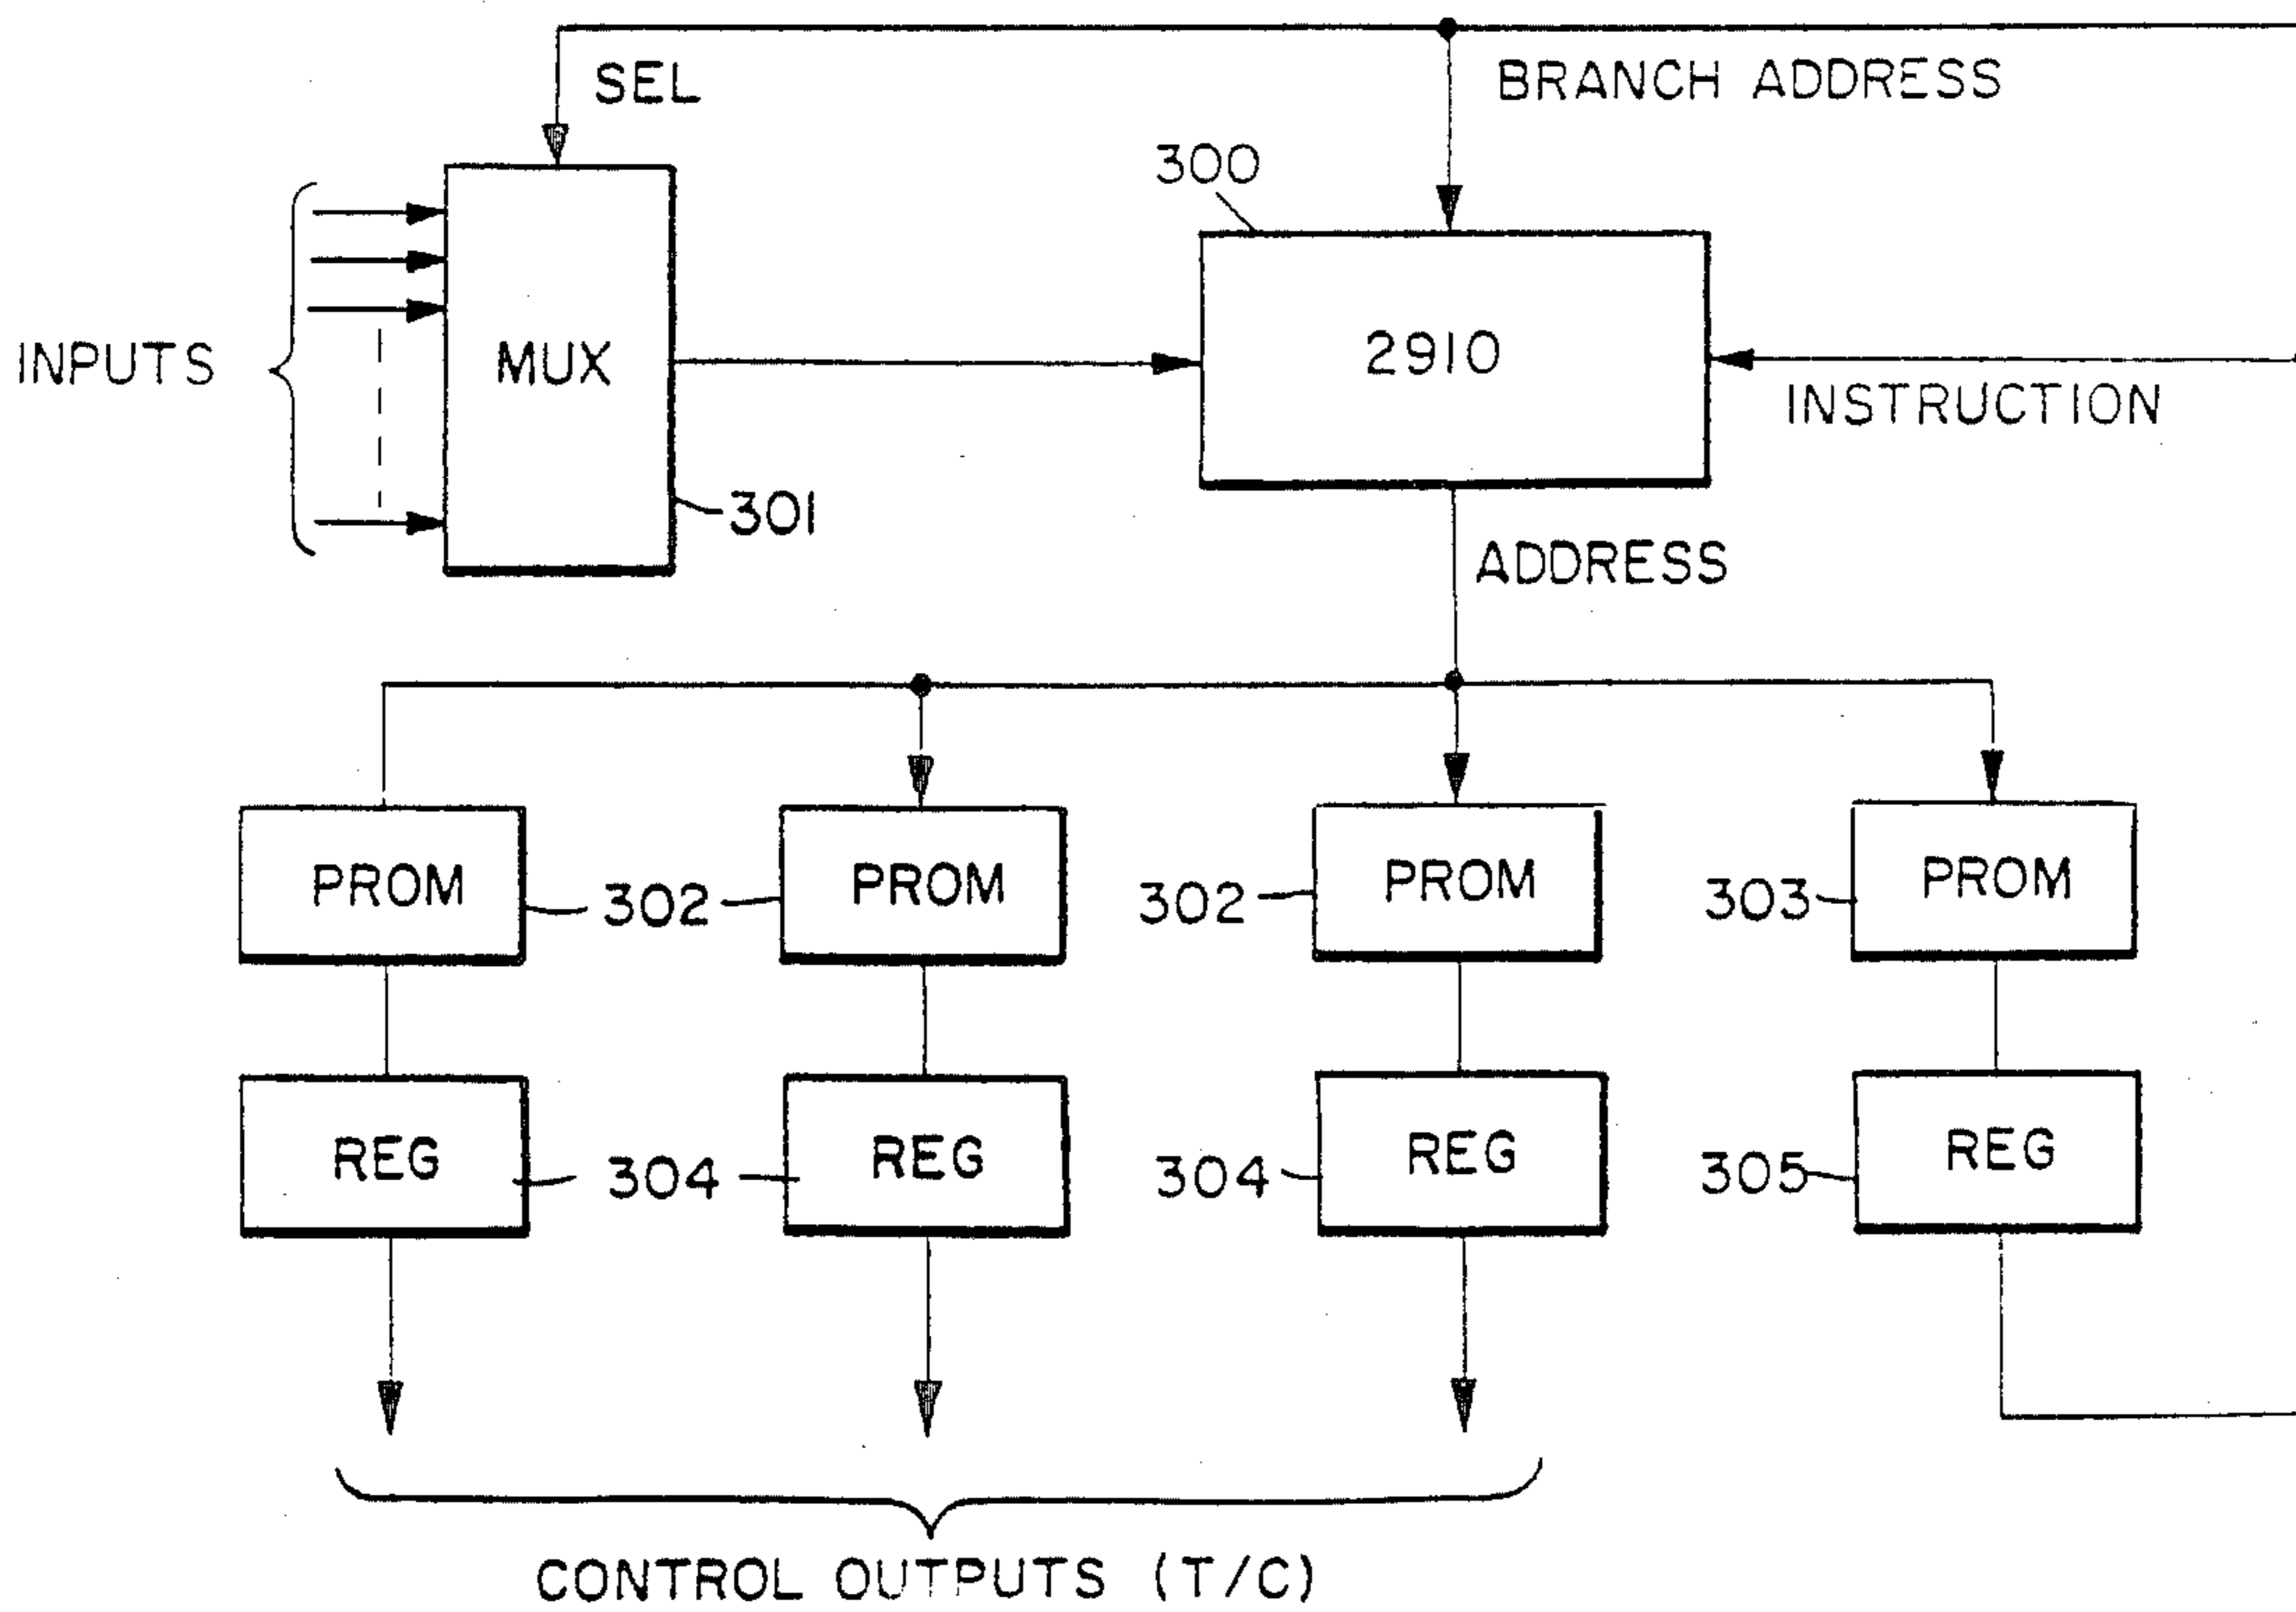 SEL
BRANCH ADDRESS
300
INPUTS
MUX
2910
INSTRUCTION
301
ADDRESS
PROM
302
PROM
302
PROM
303
PROM
REG
304
REG
304
REG
305
REG
CONTROL OUTPUTS (T/C)